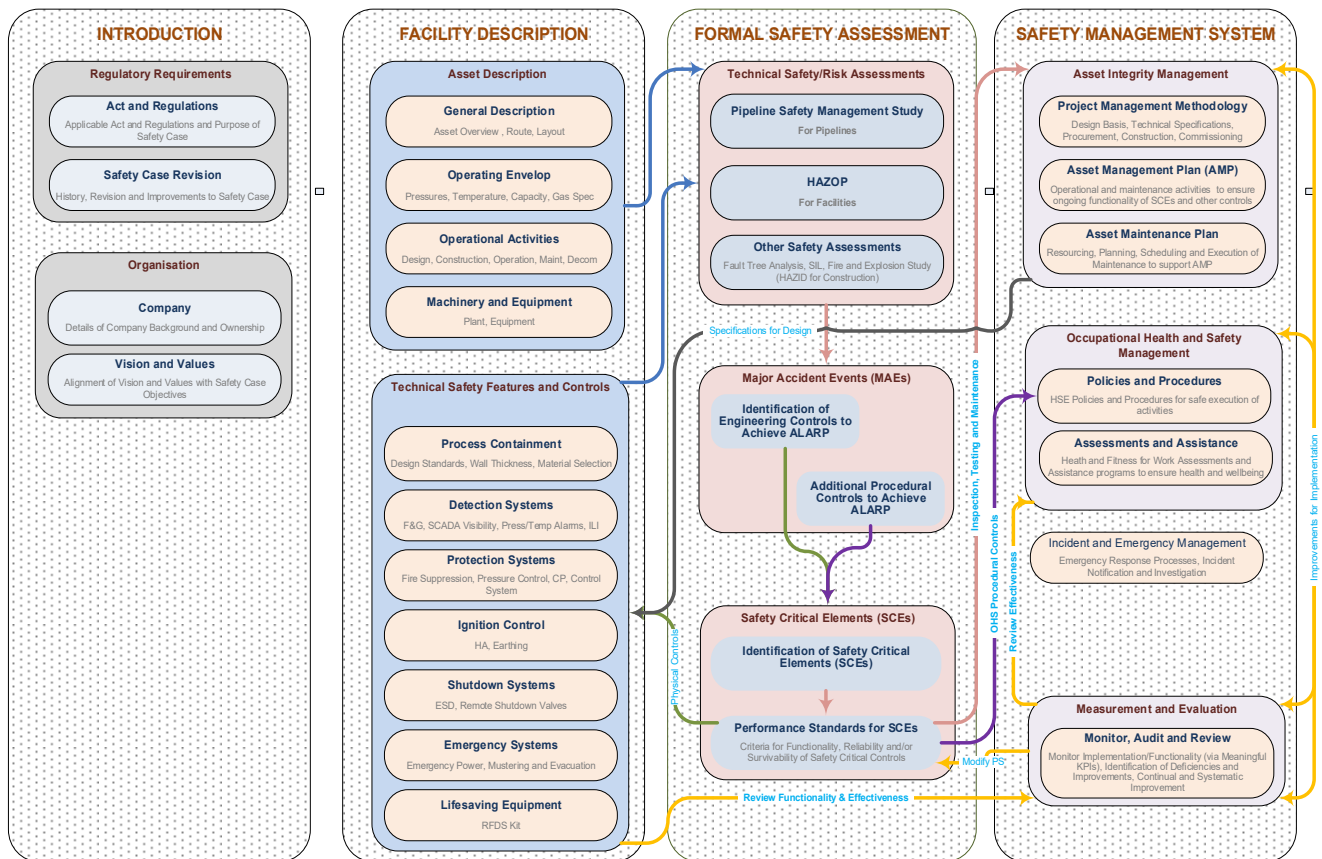 INTRODUCTION
Regulatory Requirements
Act and Regulations
Applicable Act and Regulations and Purpose of
Safety Case
Safety Case Revision
History, Revision and Improvements to Safety Case
Organisation
Company
Details of Company Background and Ownership
Vision and Values
Alignment of Vision and Values with Safety Case
Objectives
FACILITY DESCRIPTION
Asset Description
General Description
Asset Overview , Route, Layout
Operating Envelop
Pressures, Temperature, Capacity, Gas Spec
Operational Activities
Design, Construction, Operation, Maint, Decom
Machinery and Equipment
Plant, Equipment
Technical Safety Features and Controls
Process Containment
Design Standards, Wall Thickness, Material Selection
Detection Systems
F&G, SCADA Visibility, Press/Temp Alarms, ILI
Protection Systems
Fire Suppression, Pressure Control, CP, Control
System
Ignition Control
HA, Earthing
Shutdown Systems
ESD, Remote Shutdown Valves
Emergency Systems
Emergency Power, Mustering and Evacuation
Lifesaving Equipment
RFDS Kit
FORMAL SAFETY ASSESSMENT
Technical Safety/Risk Assessments
Pipeline Safety Management Study
For Pipelines
HAZOP
For Facilities
Other Safety Assessments
Fault Tree Analysis, SIL, Fire and Explosion Study
(HAZID for Construction)
Specifications for Design
Major Accident Events (MAEs)
Identification of
Engineering Controls to
Achieve ALARP
Additional Procedural
Controls to Achieve
ALARP
Safety Critical Elements (SCEs)
Identification of Safety Critical
Elements (SCEs)
Physical Controls
Performance Standards for SCEs
Criteria for Functionality, Reliability and/or
Survivability of Safety Critical Controls
Modify PS
Review Functionality & Effectiveness
Inspection, Testing and Maintenance
OHS Procedural Controls
Review Effectiveness
SAFETY MANAGEMENT SYSTEM
Asset Integrity Management
Project Management Methodology
Design Basis, Technical Specifications,
Procurement, Construction, Commissioning
Asset Management Plan (AMP)
Operational and maintenance activities to ensure
ongoing functionality of SCEs and other controls
Asset Maintenance Plan
Resourcing, Planning, Scheduling and Execution of
Maintenance to support AMP
Occupational Health and Safety
Management
Policies and Procedures
HSE Policies and Procedures for safe execution of
activities
Assessments and Assistance
Heath and Fitness for Work Assessments and
Assistance programs to ensure health and wellbeing
Incident and Emergency Management
Emergency Response Processes, Incident
Notification and Investigation
Measurement and Evaluation
Monitor, Audit and Review
Monitor Implementation/Functionality (via Meaningful
KPIs), Identification of Deficiencies and
Improvements, Continual and Systematic
Improvement
Improvements for Implementation